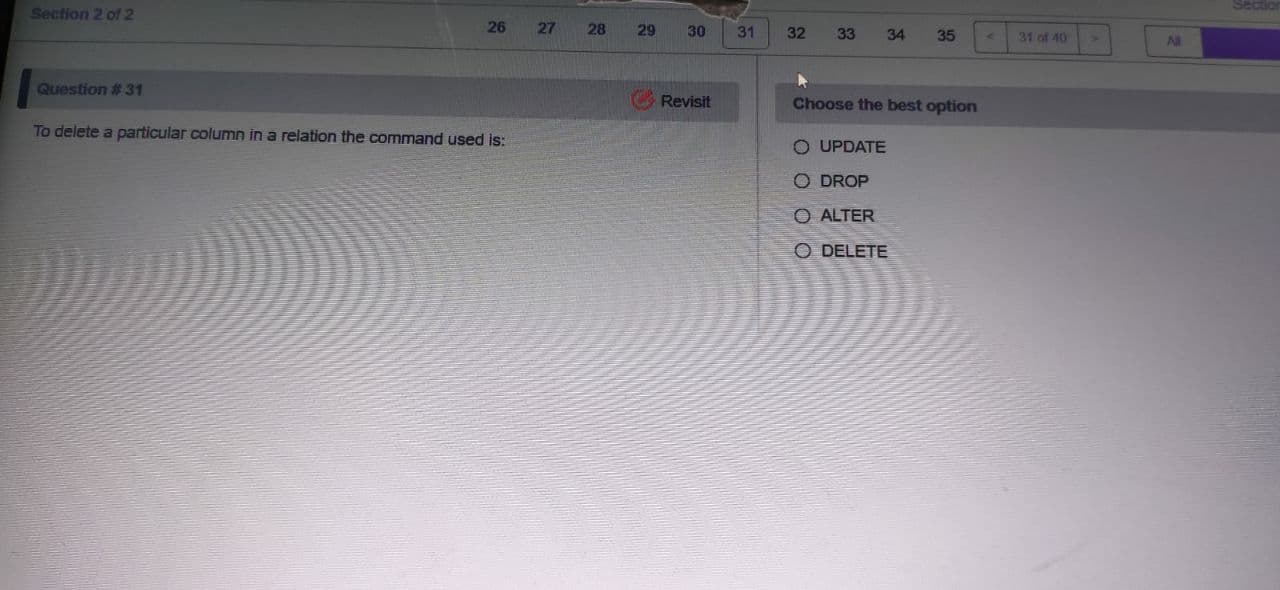 Section 2 of 2
26 27 28 29 30 31 32 33 34 35 < 31 of 40 > All
Question # 31
Revisit
To delete a particular column in a relation the command used is:
Choose the best option
UPDATE
DROP
ALTER
DELETE